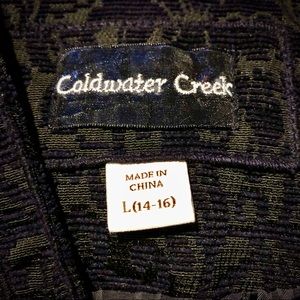 Coldwater Creek
MADE IN
CHINA
L(14-16)